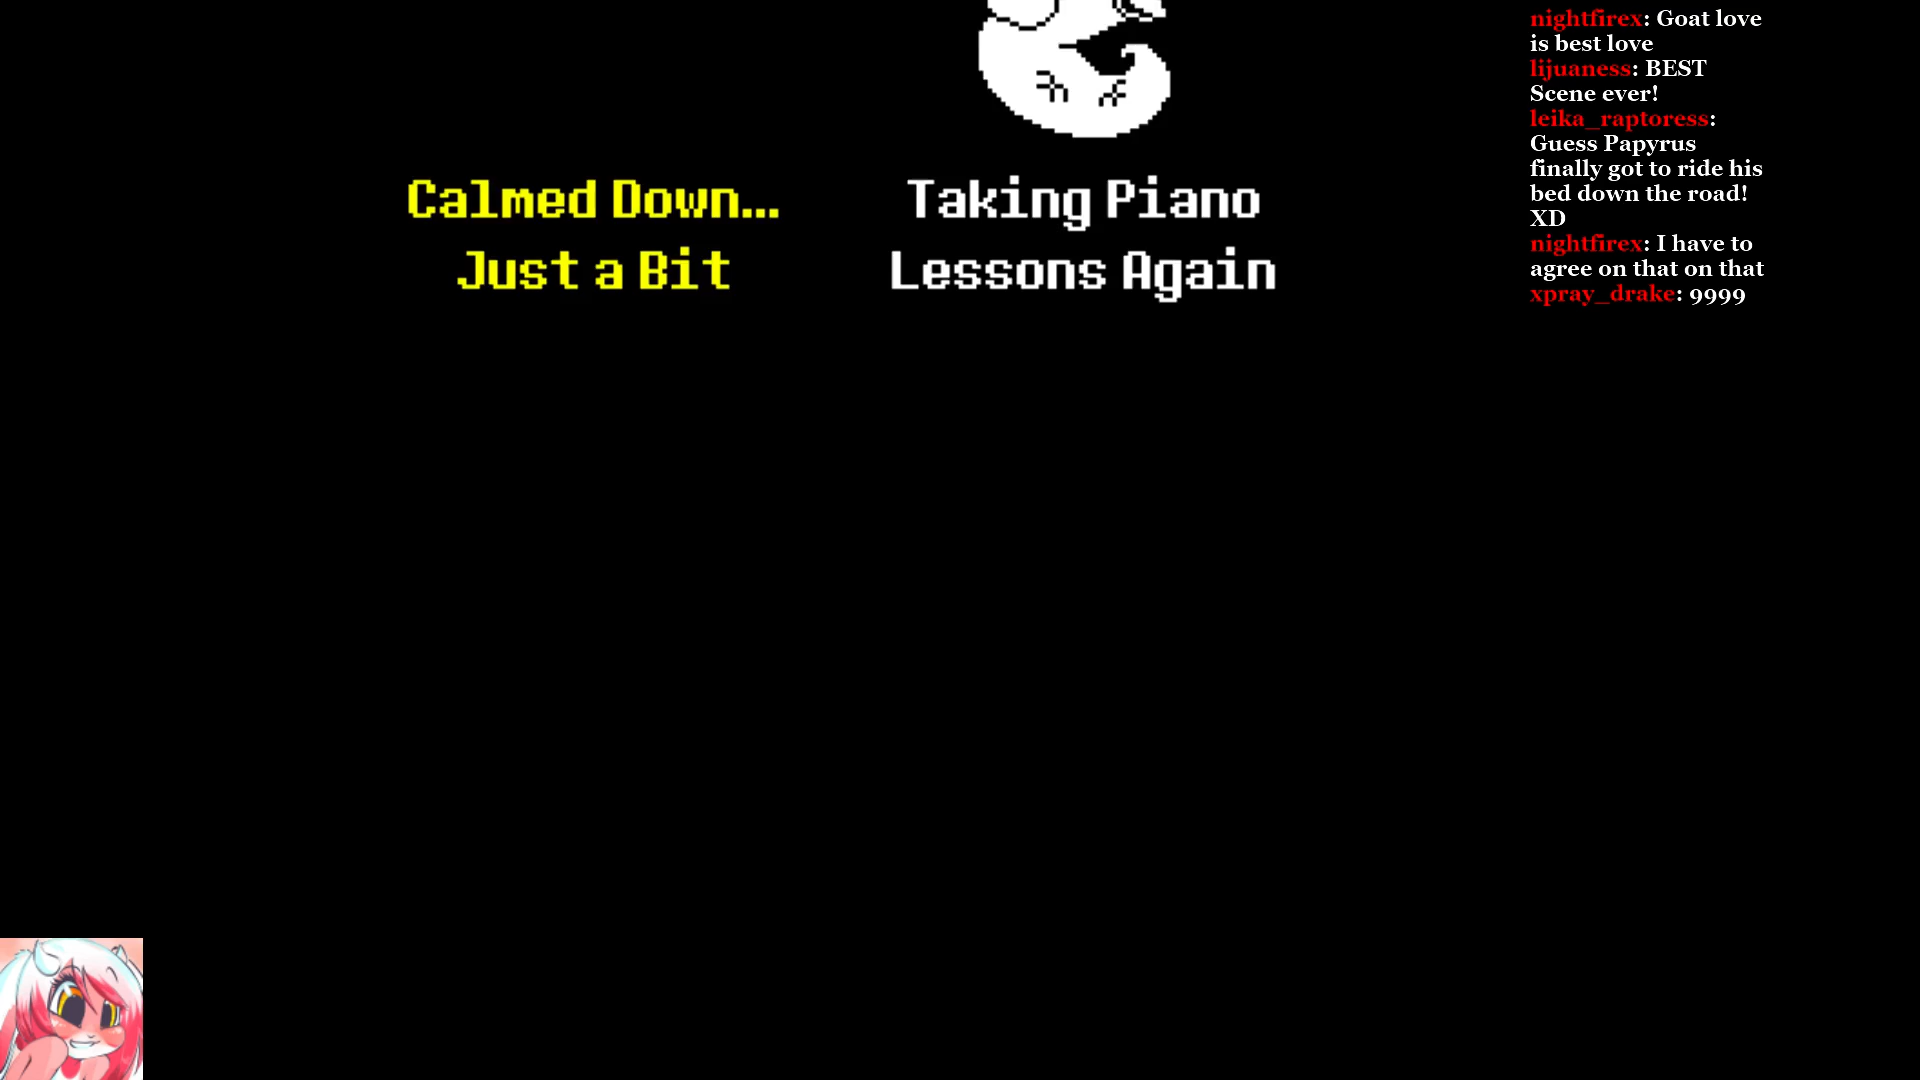 Calmed Down...
Just a Bit
Taking Piano
Lessons Again
nightfirex: Goat love
is best love
lijuaness: BEST
Scene ever!
leika_raptoress:
Guess Papyrus
finally got to ride his
bed down the road!
XD
nightfirex: I have to
agree on that on that
xpray_drake: 9999